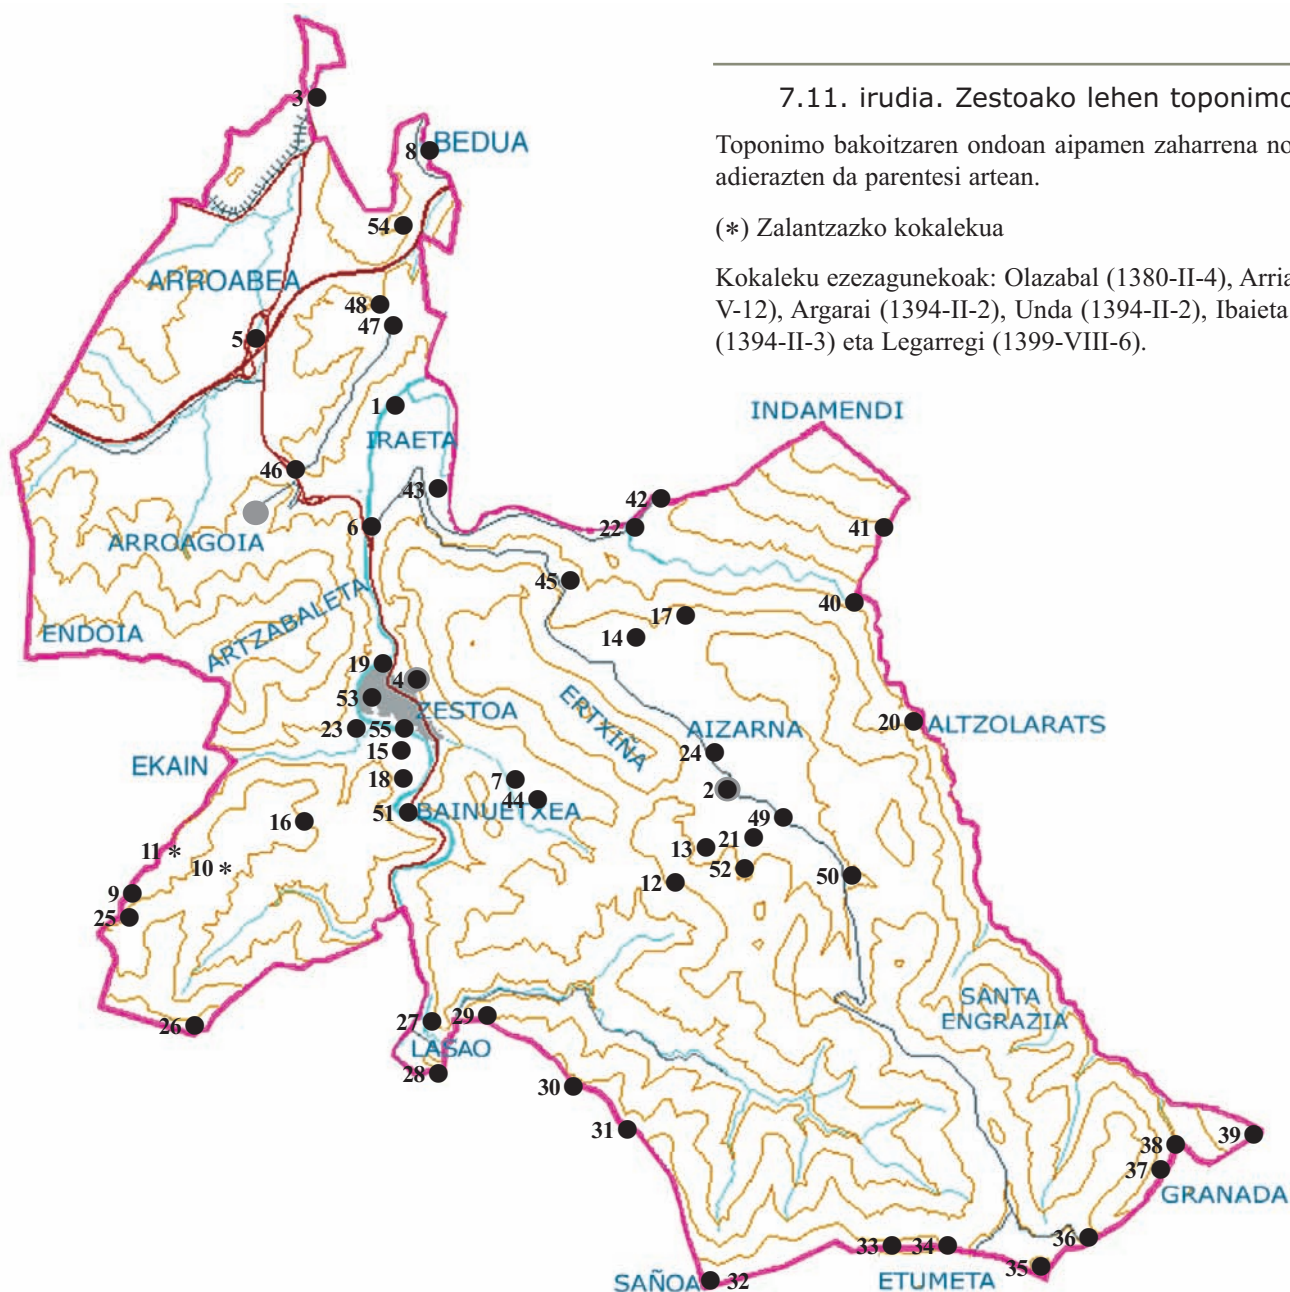 7.11. irudia. Zestoako lehen toponimo
Toponimo bakoitzaren ondoan aipamen zaharrena no
adierazten da parentesi artean.
(*) Zalantzazko kokalekua
Kokaleku ezezagunekoak: Olazabal (1380-II-4), Arria
V-12), Argarai (1394-II-2), Unda (1394-II-2), Ibaieta
(1394-II-3) eta Legarregi (1399-VIII-6).
3
8
BEDUA
54
ARROABEA
48
47
5
1
IRAETA
INDAMENDI
46
43
42
22
41
6
ARROAGOIA
45
40
17
14
ENDOIA
ARTZABALETA
19
4
53
ZESTOA
ERTXIÑA
20
ALTZOLARATS
AIZARNA
23
55
15
24
EKAIN
18
7
44
2
51
BAINUETXEA
49
16
21
13
11 *
10 *
52
50
12
9
25
SANTA
ENGRAZIA
26
27
29
LASAO
28
30
31
39
38
37
GRANADA
36
33
34
35
SAÑOA
32
ETUMETA